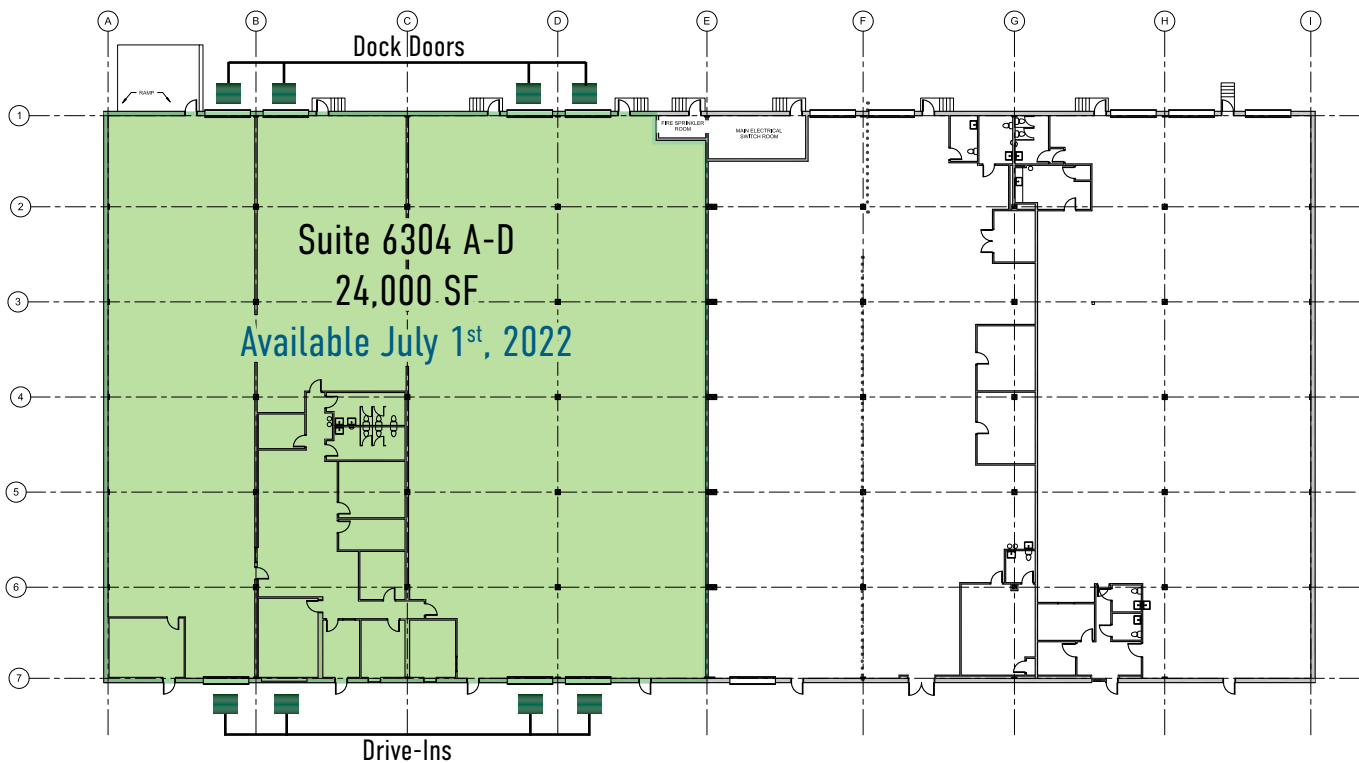 A B C D E F G H I
Dock Doors
RAMP
1
FIRE SPRINKLER
ROOM
MAIN ELECTRICAL
SWITCH ROOM
2
Suite 6304 A-D
24,000 SF
3
Available July 1st, 2022
4
5
6
7
Drive-Ins